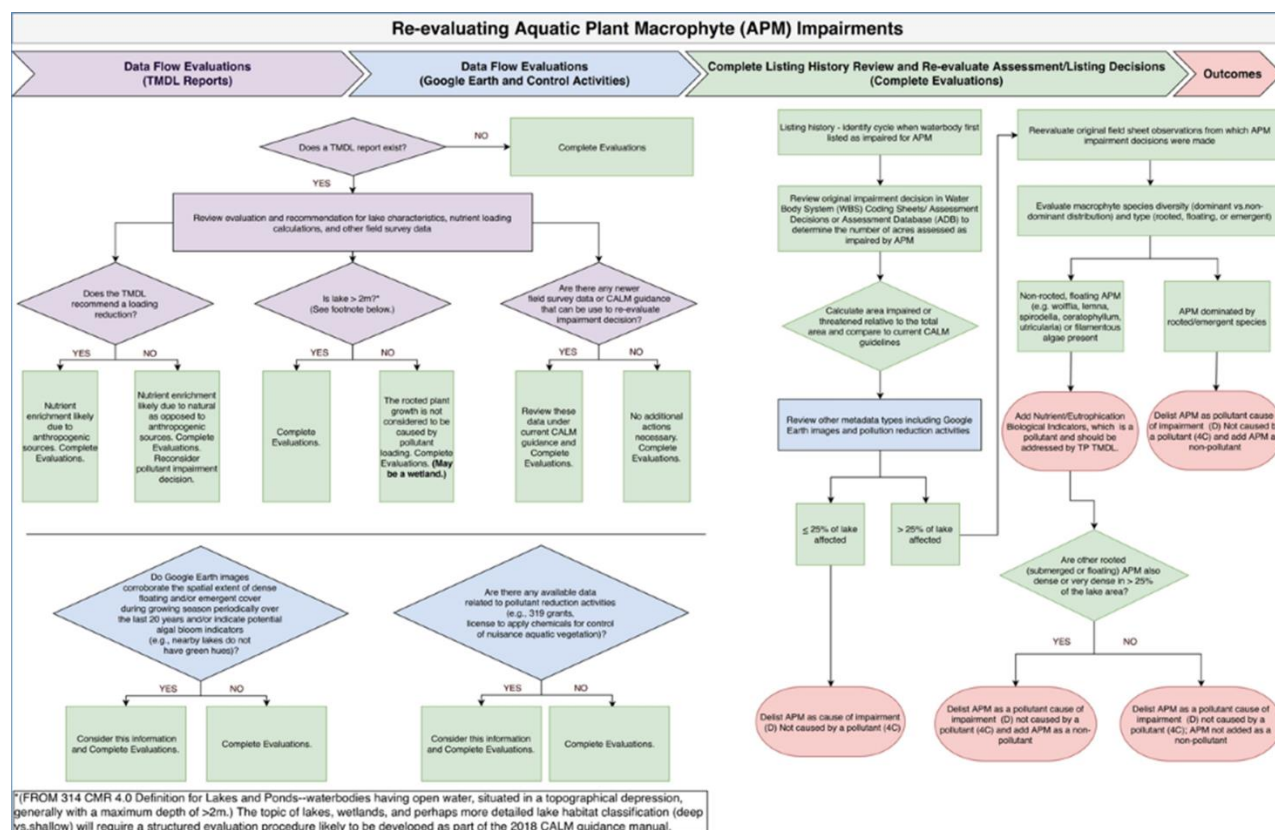 Re-evaluating Aquatic Plant Macrophyte (APM) Impairments
Data Flow Evaluations
(TMDL Reports)
Data Flow Evaluations
(Google Earth and Control Activities)
Complete Listing History Review and Re-evaluate Assessment/Listing Decisions
(Complete Evaluations)
Outcomes
Does a TMDL report exist?
NO
Complete Evaluations
YES
Review evaluation and recommendation for lake characteristics, nutrient loading
calculations, and other field survey data
Does the TMDL
recommend a loading
reduction?
YES
NO
Nutrient
enrichment likely
due to
anthropogenic
sources. Complete
Evaluations.
Nutrient enrichment
likely due to natural
as opposed to
anthropogenic
sources. Complete
Evaluations.
Reconsider
pollutant impairment
decision.
Is lake > 2m?*
(See footnote below.)
YES
NO
Complete
Evaluations.
The rooted plant
growth is not
considered to be
caused by
pollutant
loading. Complete
Evaluations. (May
be a wetland.)
Are there any newer
field survey data or CALM guidance
that can be use to re-evaluate
impairment decision?
YES
NO
Review these
data under
current CALM
guidance and
Complete
Evaluations.
No additional
actions
necessary.
Complete
Evaluations.
Do Google Earth images
corroborate the spatial extent of dense
floating and/or emergent cover
during growing season periodically over
the last 20 years and/or indicate potential
algal bloom indicators
(e.g., nearby lakes do not
have green hues)?
YES
NO
Consider this information
and Complete Evaluations.
Complete Evaluations.
Are there any available data
related to pollutant reduction activities
(e.g., 319 grants,
license to apply chemicals for control
of nuisance aquatic vegetation)?
YES
NO
Consider this information
and Complete Evaluations.
Complete Evaluations.
*(FROM 314 CMR 4.0 Definition for Lakes and Ponds--waterbodies having open water, situated in a topographical depression,
generally with a maximum depth of >2m.) The topic of lakes, wetlands, and perhaps more detailed lake habitat classification (deep
vs.shallow) will require a structured evaluation procedure likely to be developed as part of the 2018 CALM guidance manual.
Listing history - identify cycle when waterbody first
listed as impaired for APM
Review original impairment decision in Water
Body System (WBS) Coding Sheets/ Assessment
Decisions or Assessment Database (ADB) to
determine the number of acres assessed as
impaired by APM
Calculate area impaired or
threatened relative to the total
area and compare to current CALM
guidelines
Review other metadata types including Google
Earth images and pollution reduction activities
≤ 25% of lake
affected
> 25% of lake
affected
Delist APM as cause of impairment
(D) Not caused by a pollutant (4C)
Reevaluate original field sheet observations from which APM
impairment decisions were made
Evaluate macrophyte species diversity (dominant vs.non-
dominant distribution) and type (rooted, floating, or emergent)
Non-rooted, floating APM
(e.g. wolffia, lemna,
spirodella, ceratophyllum,
utricularia) or filamentous
algae present
APM dominated by
rooted/emergent species
Add Nutrient/Eutrophication
Biological Indicators, which is a
pollutant and should be
addressed by TP TMDL.
Delist APM as pollutant cause
of impairment (D) Not caused by
a pollutant (4C) and add APM a
non-pollutant
Are other rooted
(submerged or floating) APM also
dense or very dense in > 25%
of the lake area?
YES
NO
Delist APM as a pollutant cause of
impairment (D) not caused by a
pollutant (4C) and add APM as a non-
pollutant
Delist APM as a pollutant cause of
impairment (D) not caused by a
pollutant (4C); APM not added as a
non-pollutant